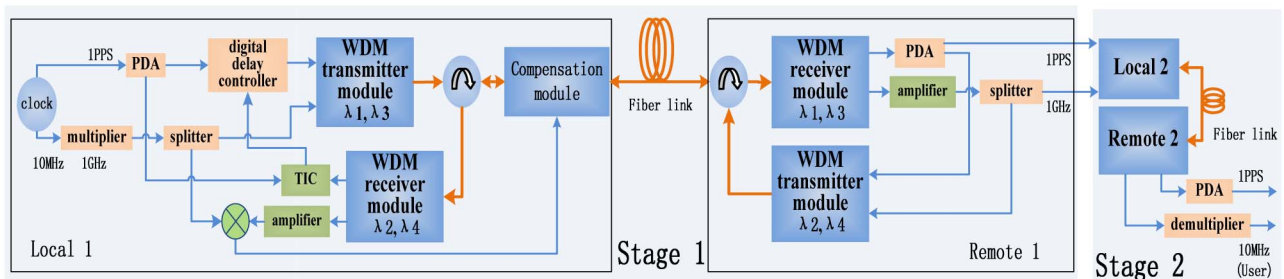 clock
1PPS
PDA
digital
delay
controller
WDM
transmitter
module
λ1, λ3
Compensation
module
multiplier
splitter
10MHz
1GHz
TIC
amplifier
WDM
receiver
module
λ2, λ4
Local 1
Fiber link
Stage 1
WDM
receiver
module
λ1, λ3
PDA
amplifier
splitter
1PPS
1GHz
WDM
transmitter
module
λ2, λ4
Remote 1
Local 2
Remote 2
Fiber link
PDA
1PPS
demultiplier
10MHz
(User)
Stage 2